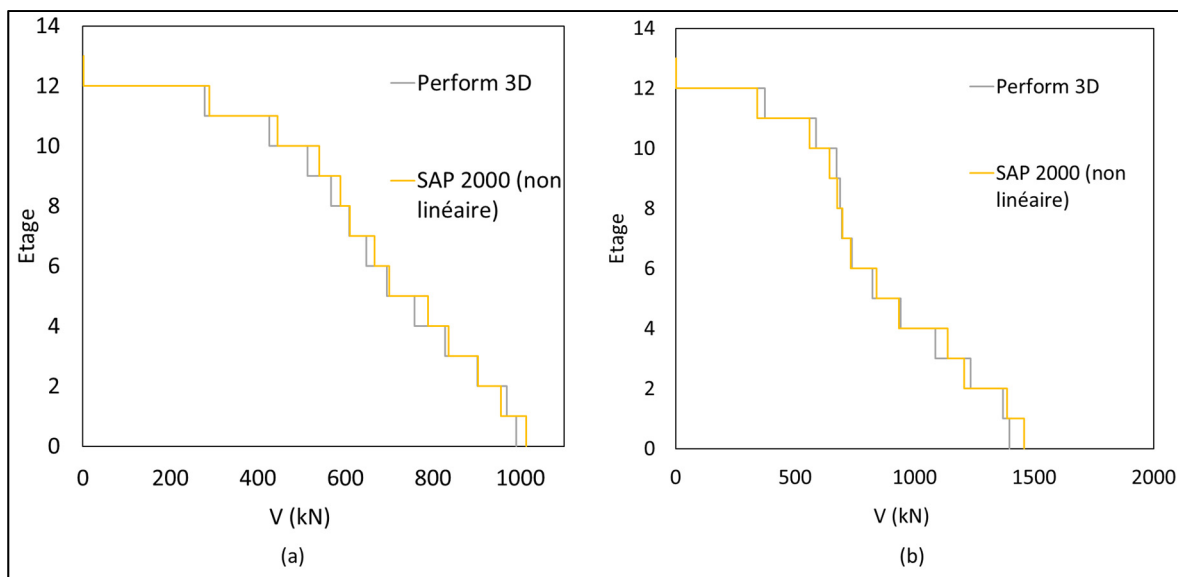 14
12
10
8
6
4
2
0
Etage
Perform 3D
SAP 2000 (non
linéaire)
0 200 400 600 800 1000
V (kN)
(a)
14
12
10
8
6
4
2
0
Etage
Perform 3D
SAP 2000 (non
linéaire)
0 500 1000 1500 2000
V (kN)
(b)